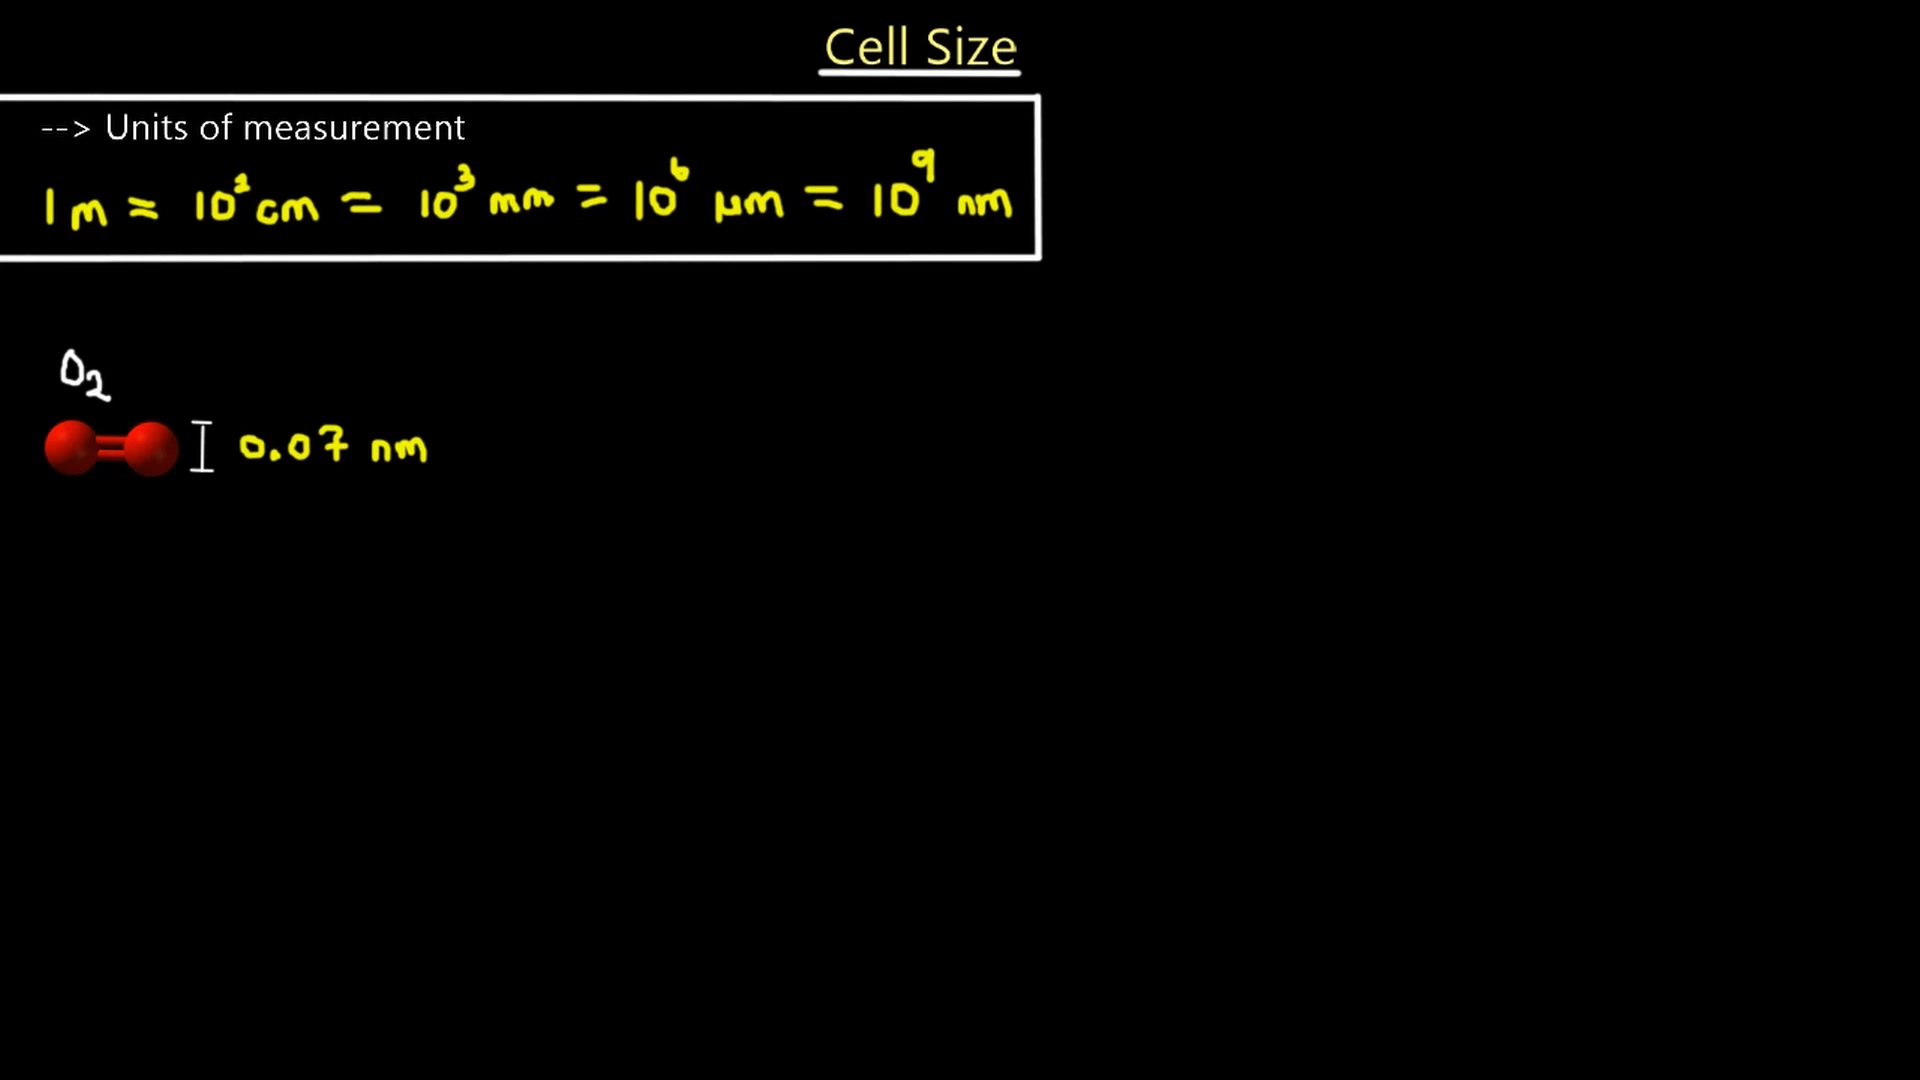 Cell Size
--> Units of measurement
1 m = 10² cm = 10³ mm = 10⁶ μm = 10⁹ nm
O₂
0.07 nm